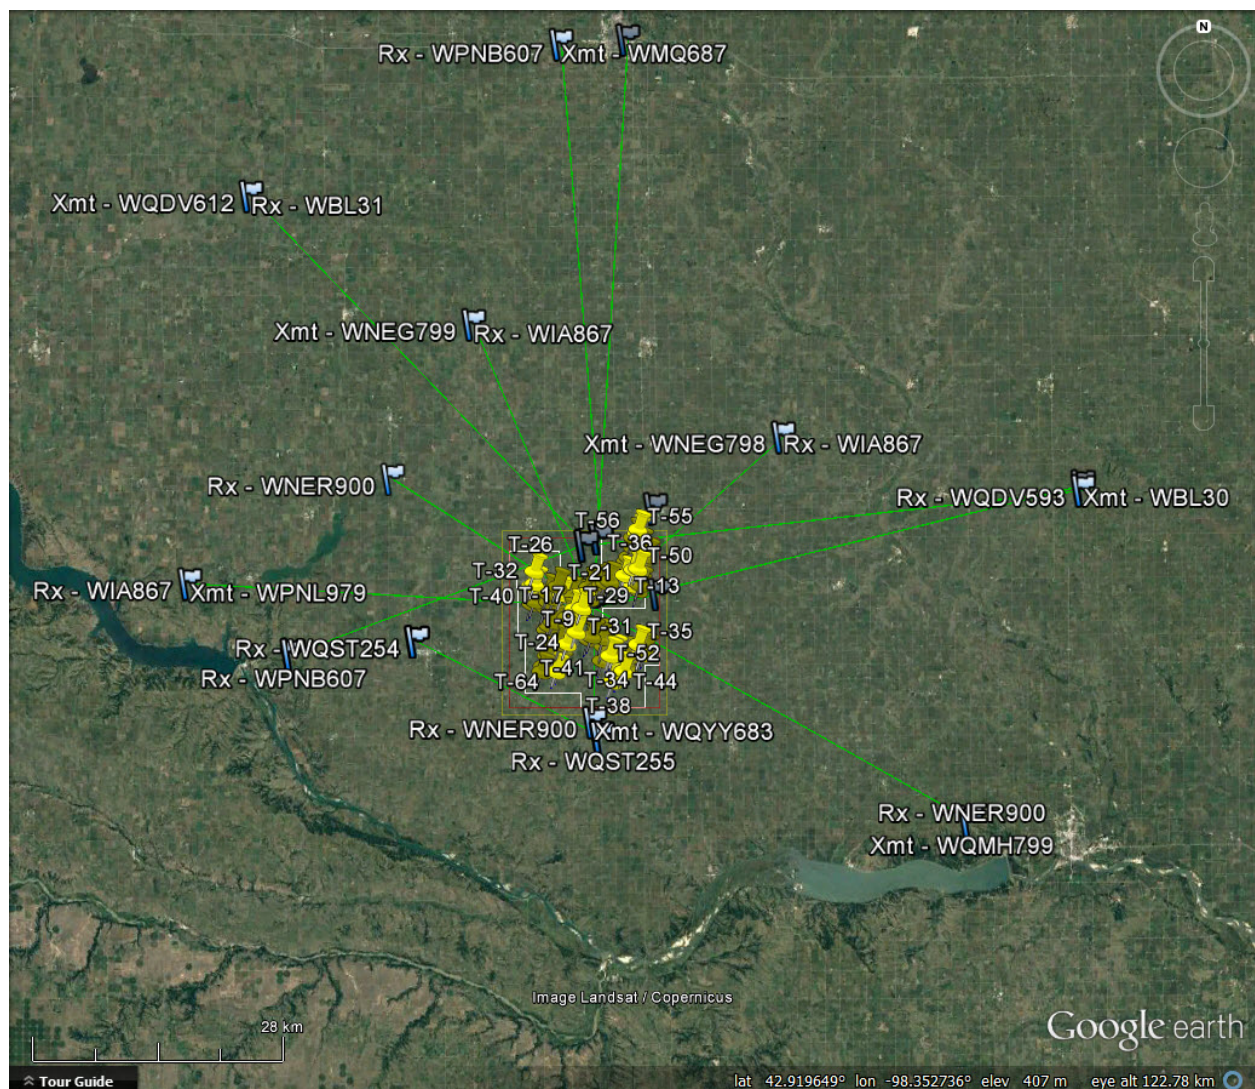 N
Rx - WPNB607
Xmt - WMQ687
Xmt - WQDV612
Rx - WBL31
Xmt - WNEG799
Rx - WIA867
Xmt - WNEG798
Rx - WIA867
Rx - WNER900
Rx - WQDV593
Xmt - WBL30
T-56
T-55
T-26
T-36
T-50
T-32
T-21
T-13
Rx - WIA867
Xmt - WPNL979
T-40
T-17
T-29
T-9
T-31
T-35
T-24
Rx - WQST254
T-52
T-41
Rx - WPNB607
T-64
T-34
T-44
T-38
Rx - WNER900
Xmt - WQYY683
Rx - WQST255
Rx - WNER900
Xmt - WQMH799
Image Landsat / Copernicus
28 km
Google earth
Tour Guide
lat 42.919649° lon -98.352736° elev 407 m eye alt 122.78 km